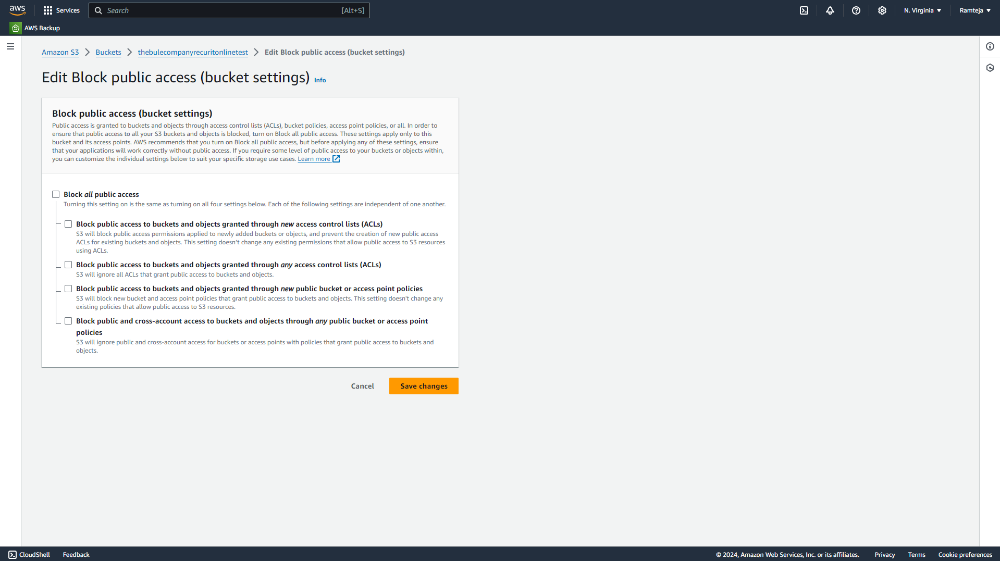 aws
Services
Search
[Alt+S]
N. Virginia
Ramteja
AWS Backup
Amazon S3
Buckets
thebulecompanyrecuritonlinetest
Edit Block public access (bucket settings)
Edit Block public access (bucket settings) Info
Block public access (bucket settings)
Public access is granted to buckets and objects through access control lists (ACLs), bucket policies, access point policies, or all. In order to
ensure that public access to all your S3 buckets and objects is blocked, turn on Block all public access. These settings apply only to this
bucket and its access points. AWS recommends that you turn on Block all public access, but before applying any of these settings, ensure
that your applications will work correctly without public access. If you require some level of public access to your buckets or objects within,
you can customize the individual settings below to suit your specific storage use cases. Learn more
Block all public access
Turning this setting on is the same as turning on all four settings below. Each of the following settings are independent of one another.
Block public access to buckets and objects granted through new access control lists (ACLs)
S3 will block public access permissions applied to newly added buckets or objects, and prevent the creation of new public access
ACLs for existing buckets and objects. This setting doesn't change any existing permissions that allow public access to S3 resources
using ACLs.
Block public access to buckets and objects granted through any access control lists (ACLs)
S3 will ignore all ACLs that grant public access to buckets and objects.
Block public access to buckets and objects granted through new public bucket or access point policies
S3 will block new bucket and access point policies that grant public access to buckets and objects. This setting doesn't change any
existing policies that allow public access to S3 resources.
Block public and cross-account access to buckets and objects through any public bucket or access point
policies
S3 will ignore public and cross-account access for buckets or access points with policies that grant public access to buckets and
objects.
Cancel
Save changes
CloudShell
Feedback
© 2024, Amazon Web Services, Inc. or its affiliates.
Privacy
Terms
Cookie preferences